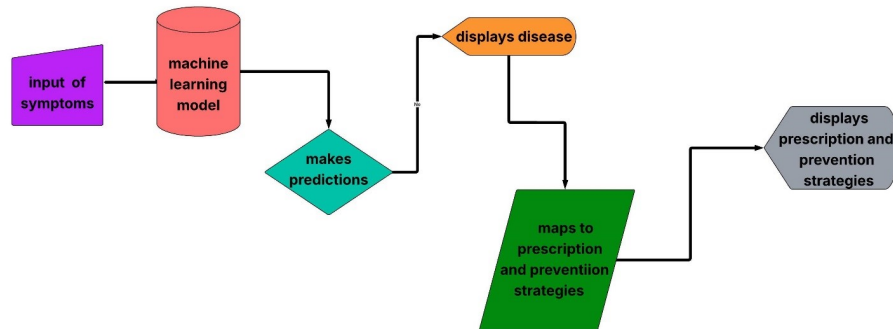 input of
symptoms
machine
learning
model
makes
predictions
Yes
displays disease
maps to
prescription
and preventiion
strategies
displays
prescription and
prevention
strategies